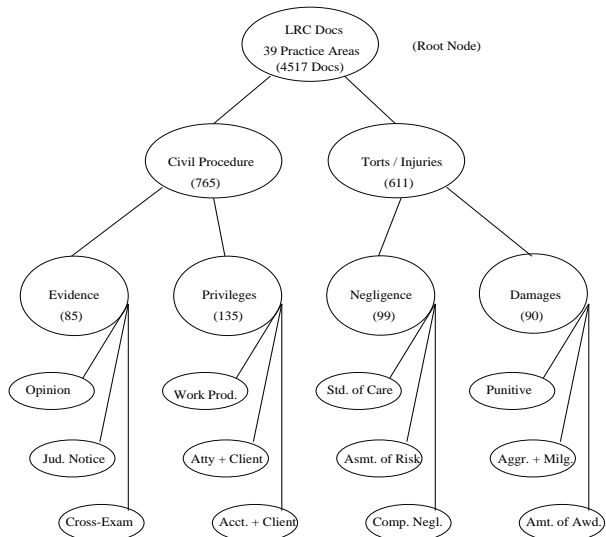 LRC Docs
39 Practice Areas
(4517 Docs)
(Root Node)
Civil Procedure
(765)
Torts / Injuries
(611)
Evidence
(85)
Privileges
(135)
Negligence
(99)
Damages
(90)
Opinion
Work Prod.
Std. of Care
Punitive
Jud. Notice
Atty + Client
Asmt. of Risk
Aggr. + Milg.
Cross-Exam
Acct. + Client
Comp. Negl.
Amt. of Awd.